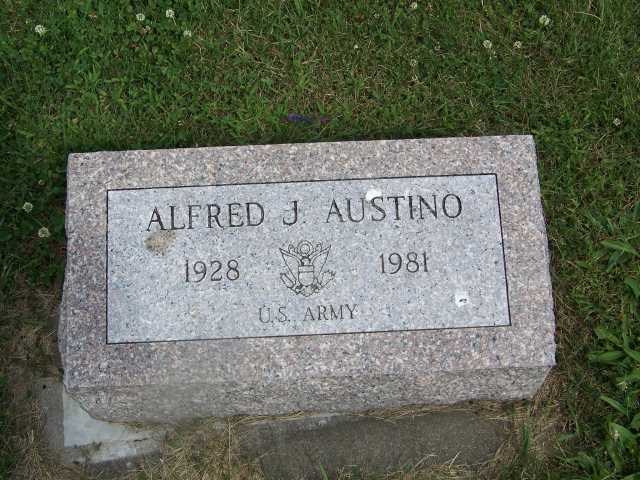 ALFRED J. AUSTINO
1928 1981
U.S. ARMY